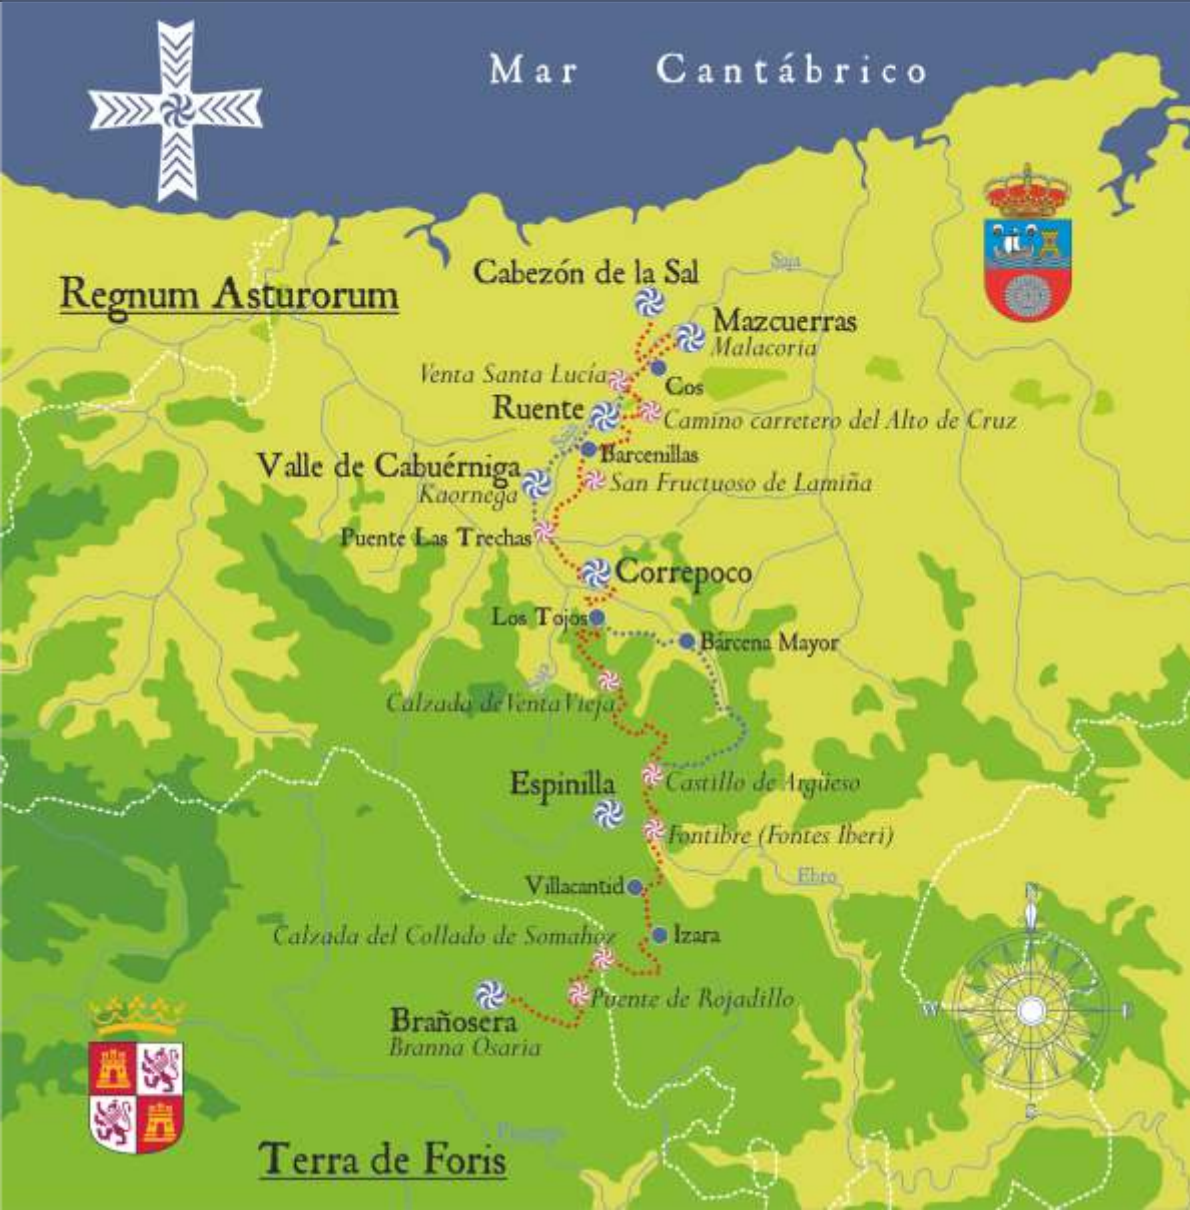 Mar Cantábrico
Saja
Cabezón de la Sal
Regnum Asturorum
Mazcuerras
Malacoria
Venta Santa Lucía
Cos
Ruente
Camino carretero del Alto de Cruz
Saja
Barcenillas
Valle de Cabuérniga
Kaornega
San Fructuoso de Lamiña
Puente Las Trechas
Correpoco
Los Tojos
Bárcena Mayor
Calzada de Venta Vieja
Espinilla
Castillo de Argüeso
Fontibre (Fontes Iberi)
Ebro
Villacantid
Calzada del Collado de Somahoz
Izara
N
Puente de Rojadillo
W
E
Brañosera
Branna Osaria
S
Pisuerga
Terra de Foris